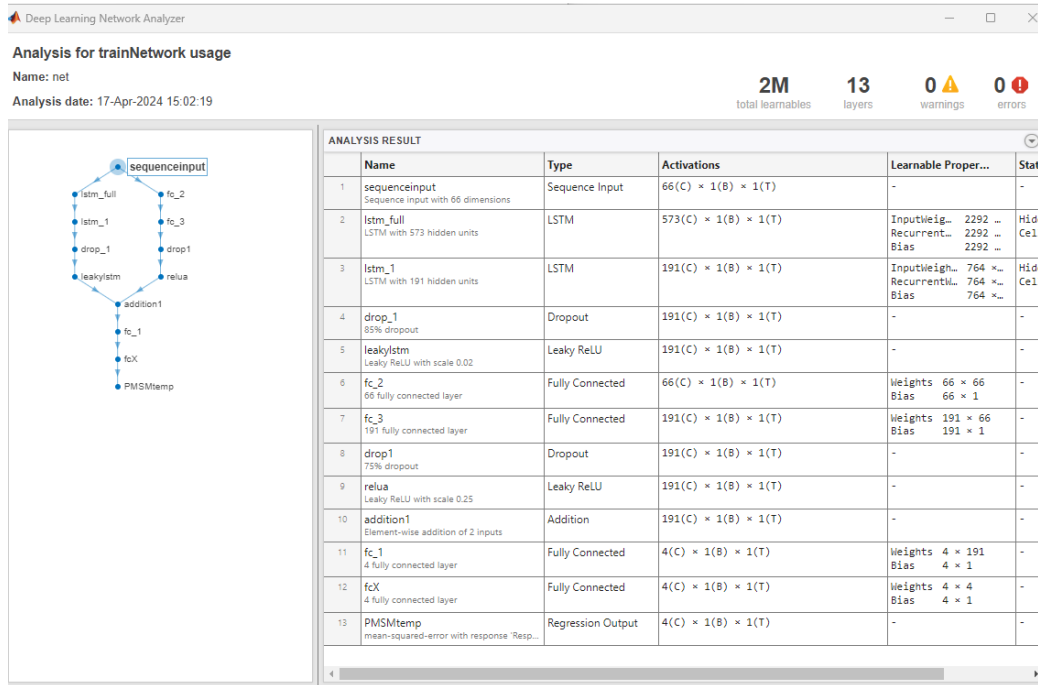 Deep Learning Network Analyzer
Analysis for trainNetwork usage
Name: net
Analysis date: 17-Apr-2024 15:02:19
2M
total learnables
13
layers
0
warnings
0
errors
sequenceinput
lstm_full
fc_2
lstm_1
fc_3
drop_1
drop1
leakylstm
relua
addition1
fc_1
fcX
PMSMtemp
ANALYSIS RESULT
Name Type Activations Learnable Proper... Stat
1 sequenceinput Sequence Input 66(C) × 1(B) × 1(T) - -
Sequence input with 66 dimensions
2 lstm_full LSTM 573(C) × 1(B) × 1(T) InputWeig... 2292 ... Hid
LSTM with 573 hidden units Recurrent... 2292 ... Cel
Bias 2292 ...
3 lstm_1 LSTM 191(C) × 1(B) × 1(T) InputWeigh... 764 ×... Hid
LSTM with 191 hidden units RecurrentW... 764 ×... Cel
Bias 764 ×...
4 drop_1 Dropout 191(C) × 1(B) × 1(T) - -
85% dropout
5 leakylstm Leaky ReLU 191(C) × 1(B) × 1(T) - -
Leaky ReLU with scale 0.02
6 fc_2 Fully Connected 66(C) × 1(B) × 1(T) Weights 66 × 66 -
66 fully connected layer Bias 66 × 1
7 fc_3 Fully Connected 191(C) × 1(B) × 1(T) Weights 191 × 66 -
191 fully connected layer Bias 191 × 1
8 drop1 Dropout 191(C) × 1(B) × 1(T) - -
75% dropout
9 relua Leaky ReLU 191(C) × 1(B) × 1(T) - -
Leaky ReLU with scale 0.25
10 addition1 Addition 191(C) × 1(B) × 1(T) - -
Element-wise addition of 2 inputs
11 fc_1 Fully Connected 4(C) × 1(B) × 1(T) Weights 4 × 191 -
4 fully connected layer Bias 4 × 1
12 fcX Fully Connected 4(C) × 1(B) × 1(T) Weights 4 × 4 -
4 fully connected layer Bias 4 × 1
13 PMSMtemp Regression Output 4(C) × 1(B) × 1(T) - -
mean-squared-error with response 'Resp...